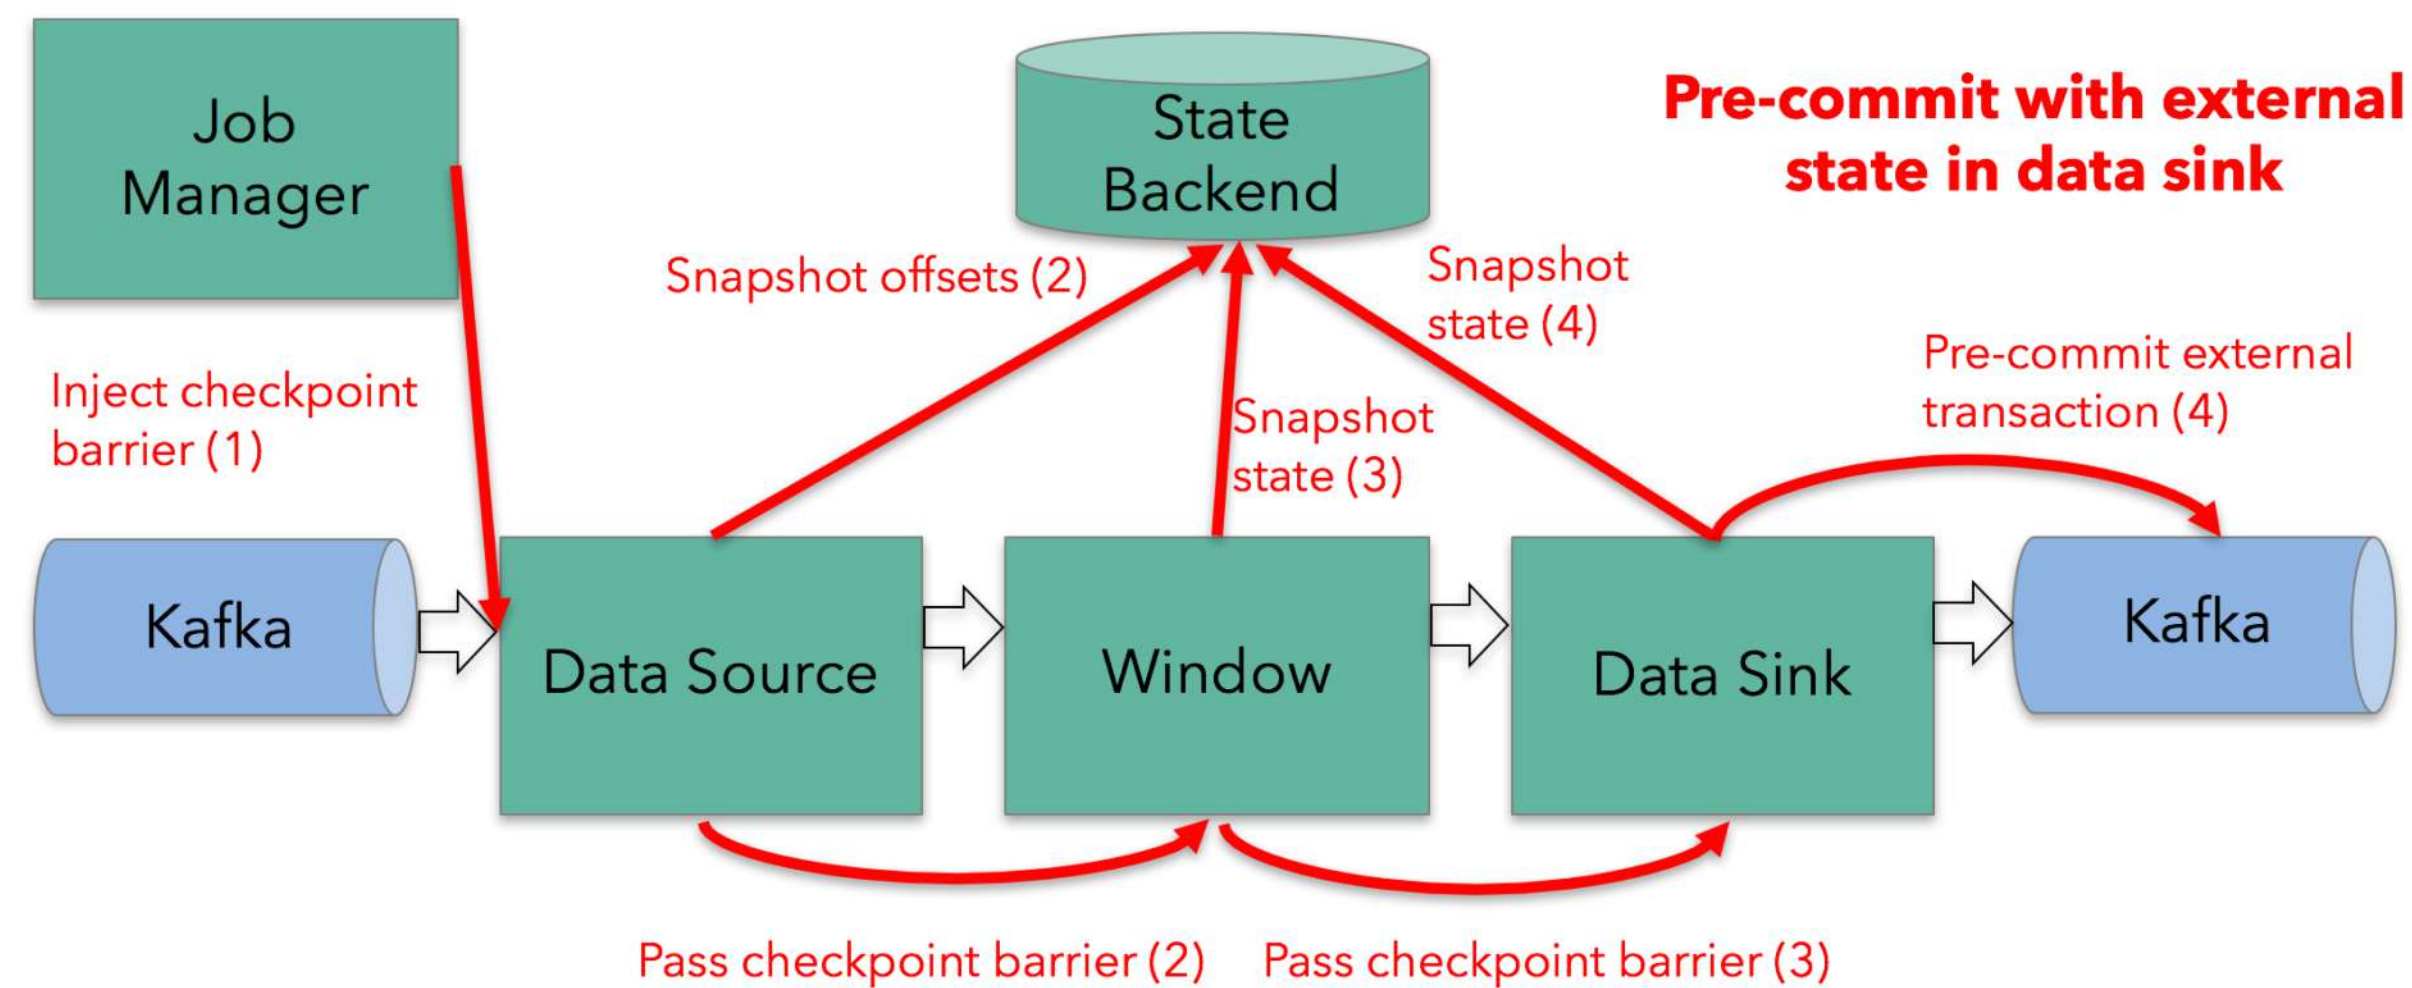 Job
Manager
State
Backend
Pre-commit with external
state in data sink
Snapshot offsets (2)
Snapshot
state (4)
Pre-commit external
transaction (4)
Inject checkpoint
barrier (1)
Snapshot
state (3)
Kafka
Data Source
Window
Data Sink
Kafka
Pass checkpoint barrier (2)
Pass checkpoint barrier (3)